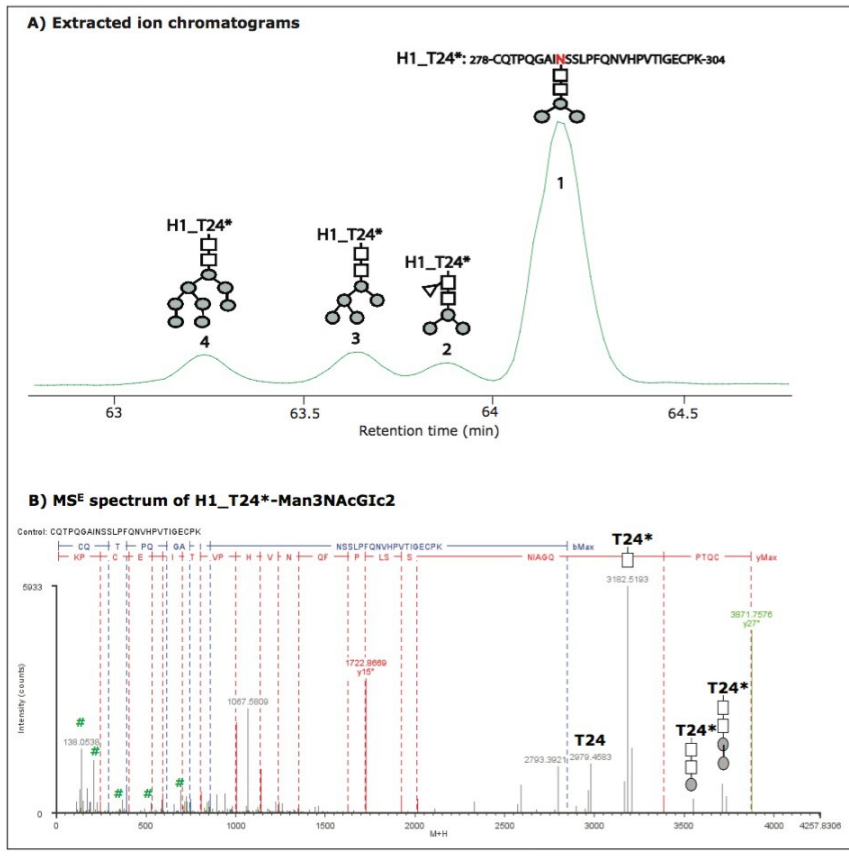 A) Extracted ion chromatograms
H1_T24*: 278-CQTPQGAINSSLPFQNVHPVTIGECPK-304
1
H1_T24*
H1_T24*
H1_T24*
4
3
2
63
63.5
64
64.5
Retention time (min)
B) MSᴱ spectrum of H1_T24*-Man3NAcGlc2
Control: CQTPQGAINSSLPFQNVHPVTIGECPK
CQ T PQ GA I NSSLPFQNVHPVTIGECPK bMax
KP C E I T VP H V N QF P LS S NIAGQ PTQC yMax
T24*
5933
3182.5193
3871.7576
y27*
1722.8669
y15*
T24*
1067.5809
#
138.0538
#
T24
T24*
2793.3921
2979.4583
#
#
#
Intensity (counts)
0
0
500
1000
1500
2000
2500
3000
3500
4000
4257.8306
M+H